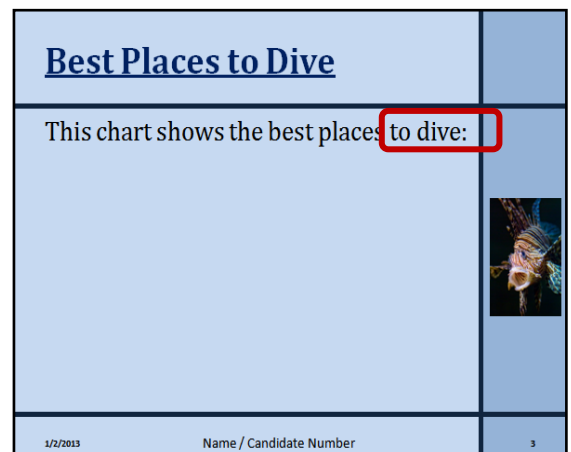 Best Places to Dive
This chart shows the best places to dive:
1/2/2013 Name / Candidate Number 3